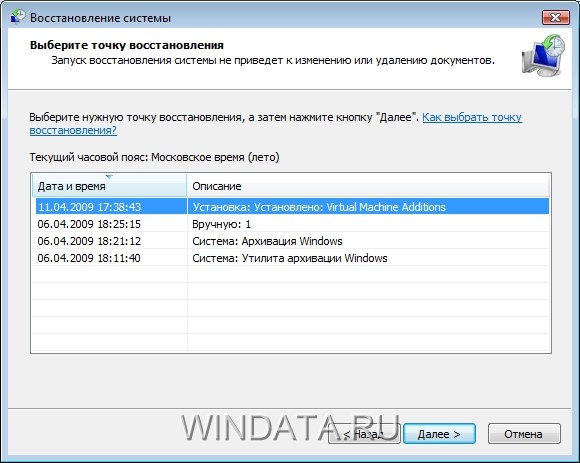 Восстановление системы
Выберите точку восстановления
Запуск восстановления системы не приведет к изменению или удалению документов.
Выберите нужную точку восстановления, а затем нажмите кнопку "Далее". Как выбрать точку
восстановления?
Текущий часовой пояс: Московское время (лето)
Дата и время Описание
11.04.2009 17:38:43 Установка: Установлено: Virtual Machine Additions
06.04.2009 18:25:15 Вручную: 1
06.04.2009 18:21:12 Система: Архивация Windows
06.04.2009 18:11:40 Система: Утилита архивации Windows
WINDATA.RU
< Назад Далее > Отмена